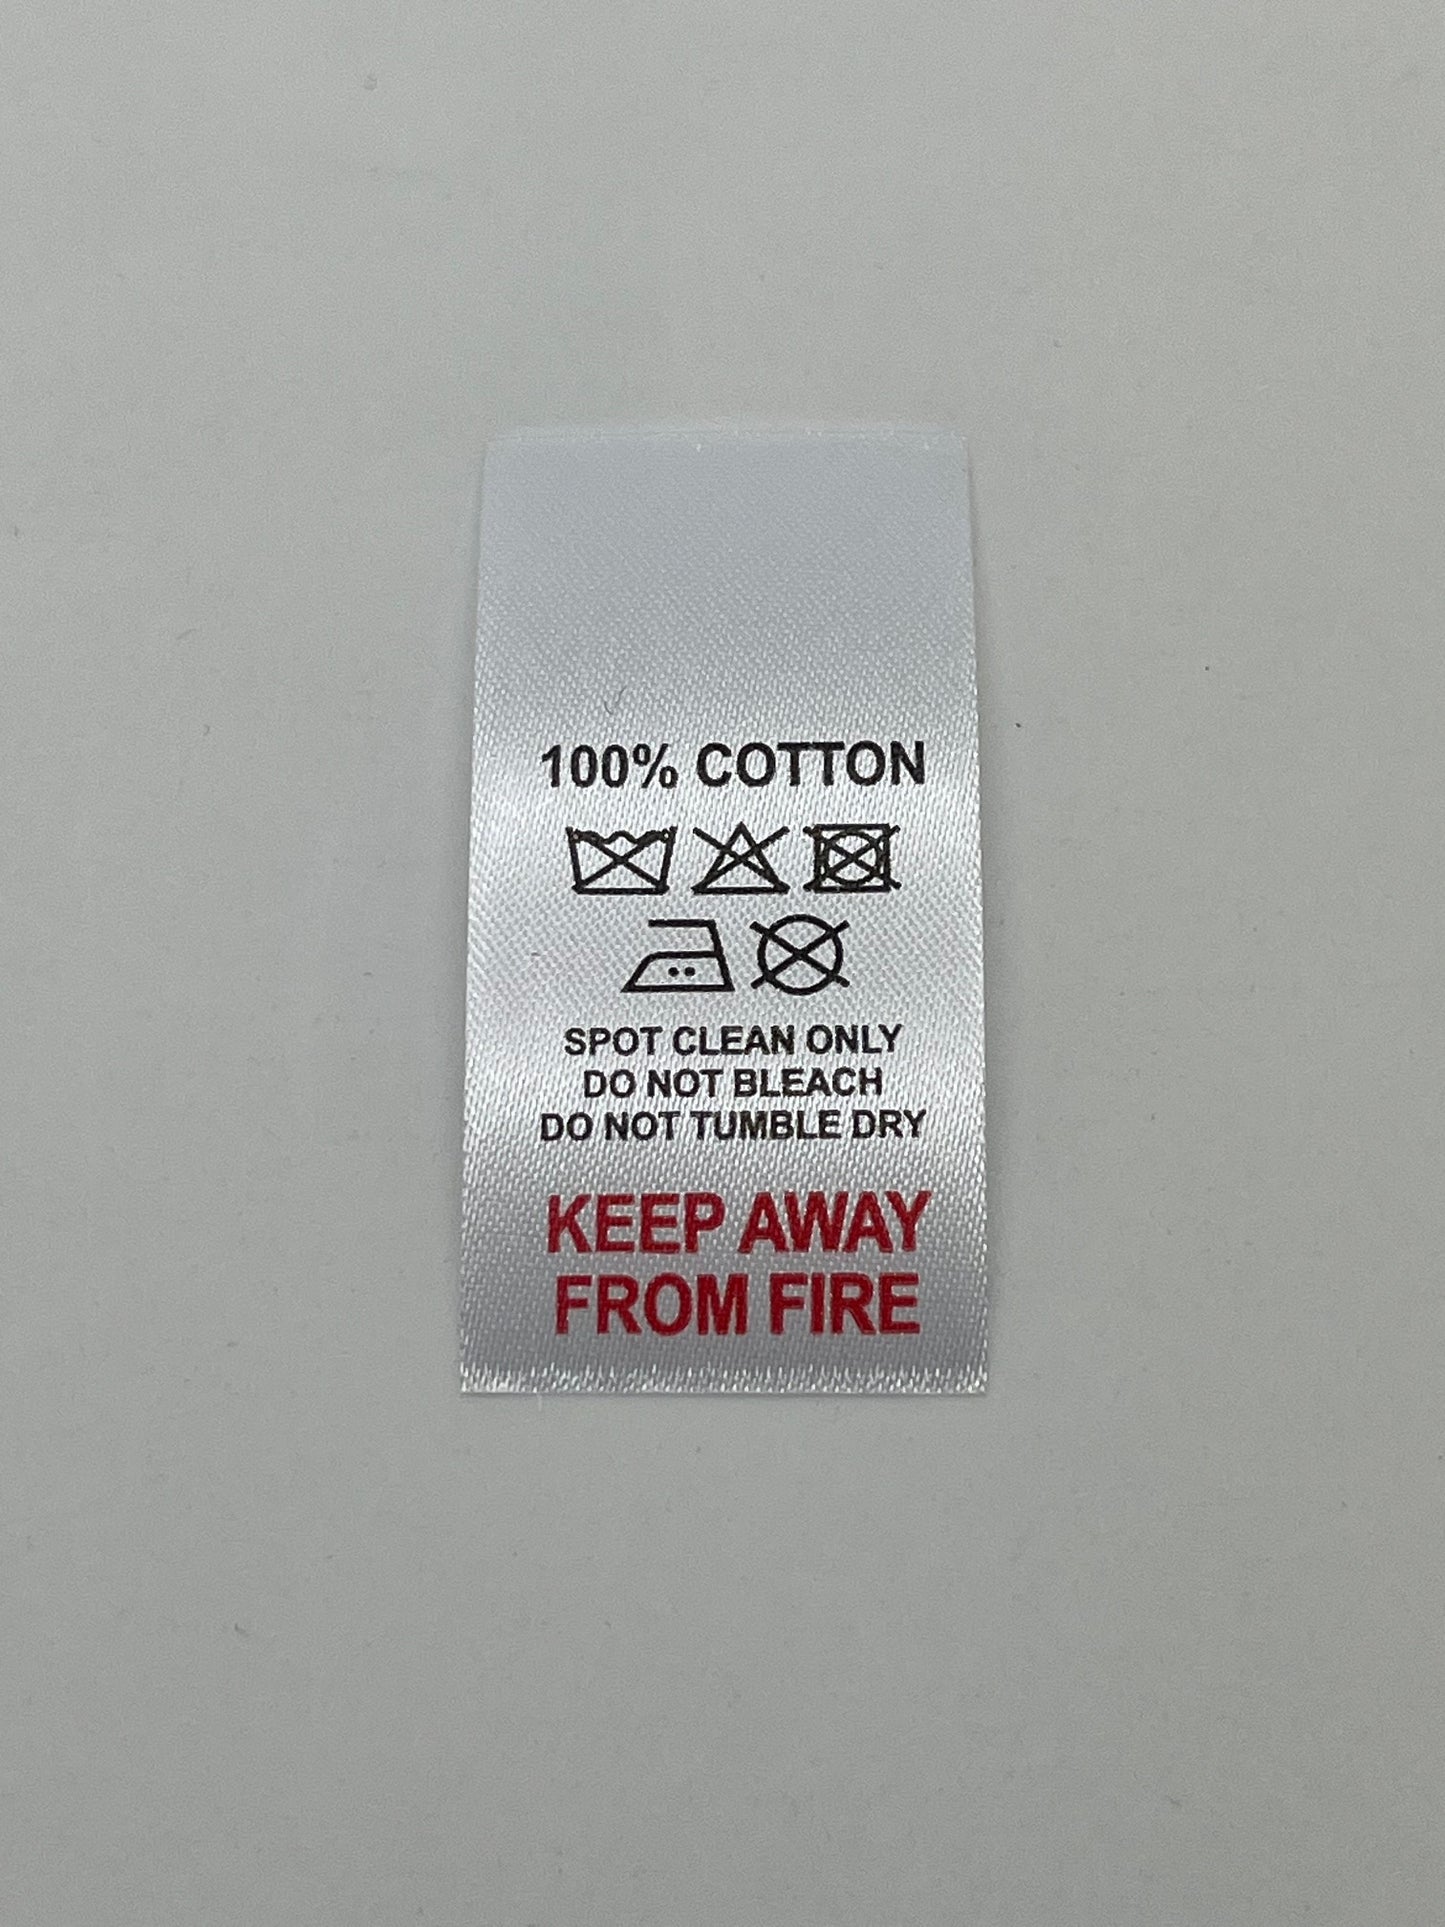 100% COTTON
SPOT CLEAN ONLY
DO NOT BLEACH
DO NOT TUMBLE DRY
KEEP AWAY
FROM FIRE